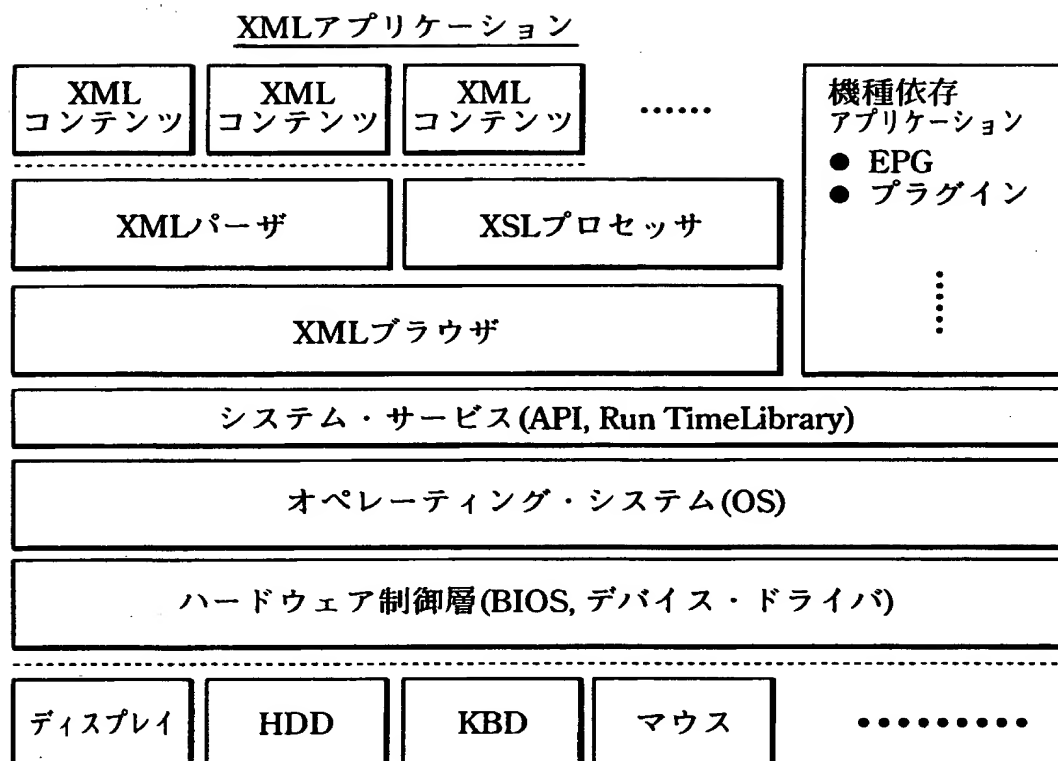 XMLアプリケーション
XML
コンテンツ
XML
コンテンツ
XML
コンテンツ
……
機種依存
アプリケーション
● EPG
● プラグイン
XMLパーザ
XSLプロセッサ
XMLブラウザ
システム・サービス(API, Run TimeLibrary)
オペレーティング・システム(OS)
ハードウェア制御層(BIOS, デバイス・ドライバ)
ディスプレイ
HDD
KBD
マウス
………